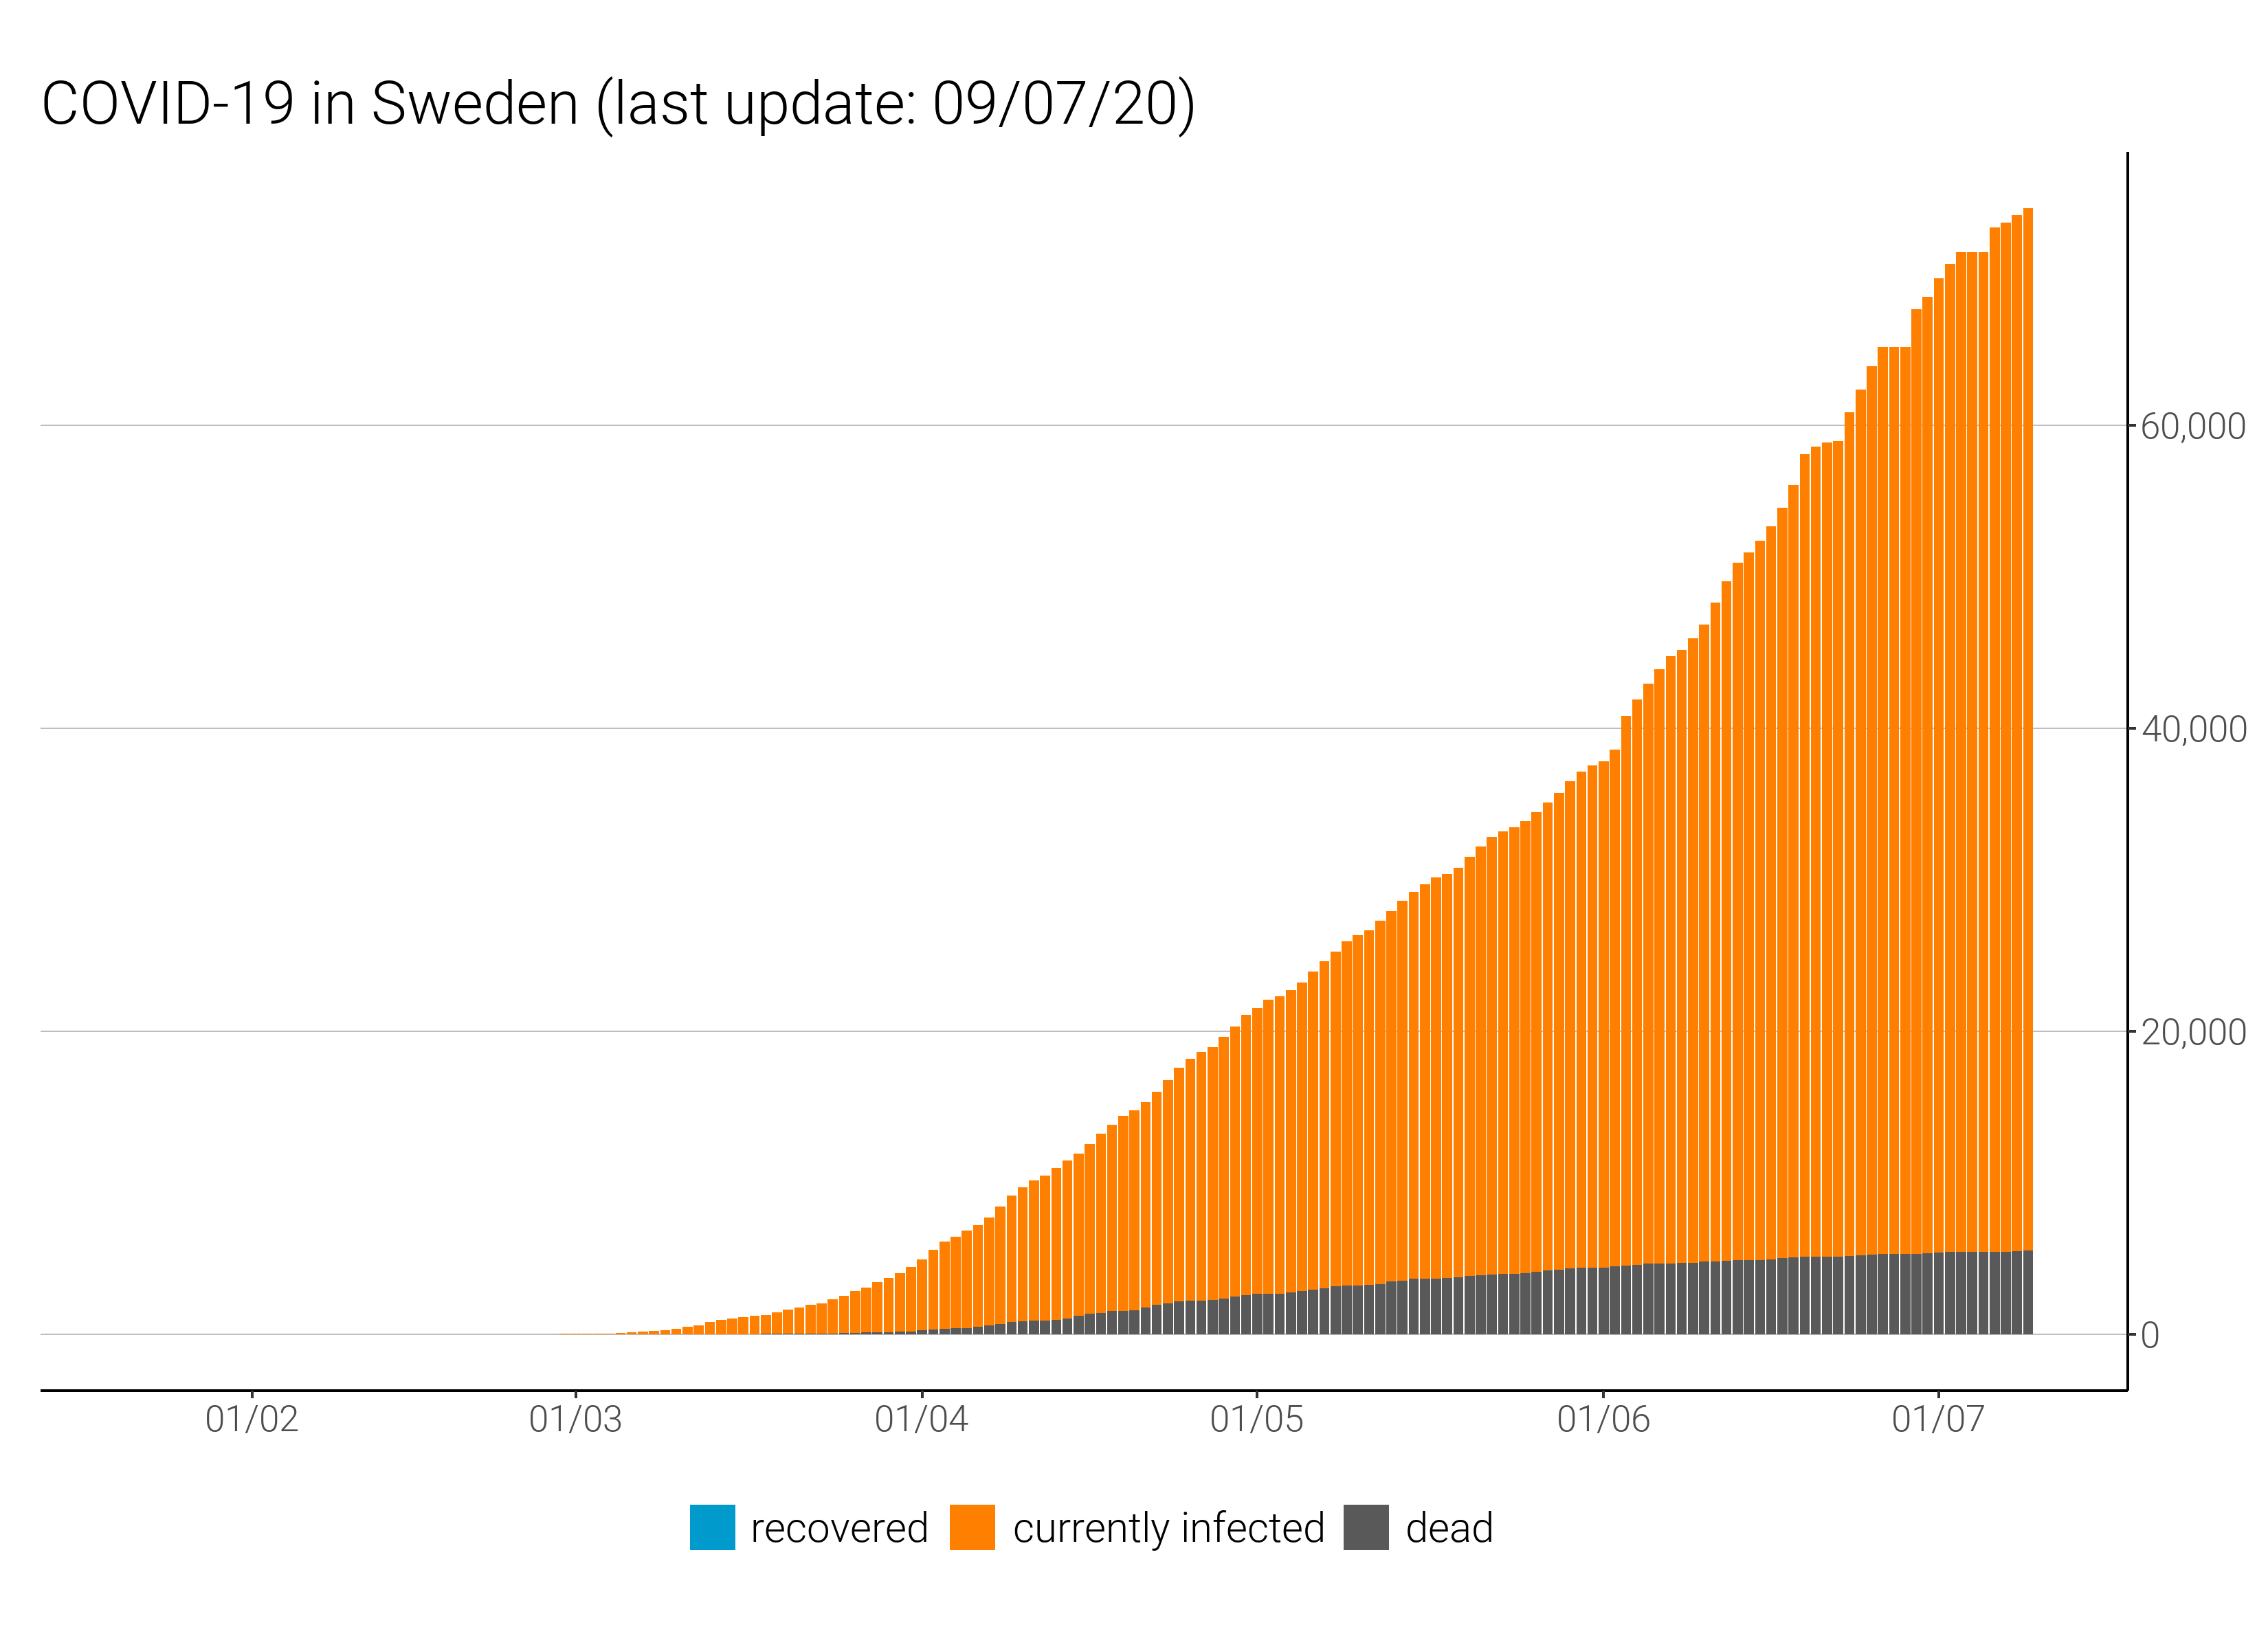 COVID-19 in Sweden (last update: 09/07/20)
60,000
40,000
20,000
0
01/02 01/03 01/04 01/05 01/06 01/07
recovered currently infected dead